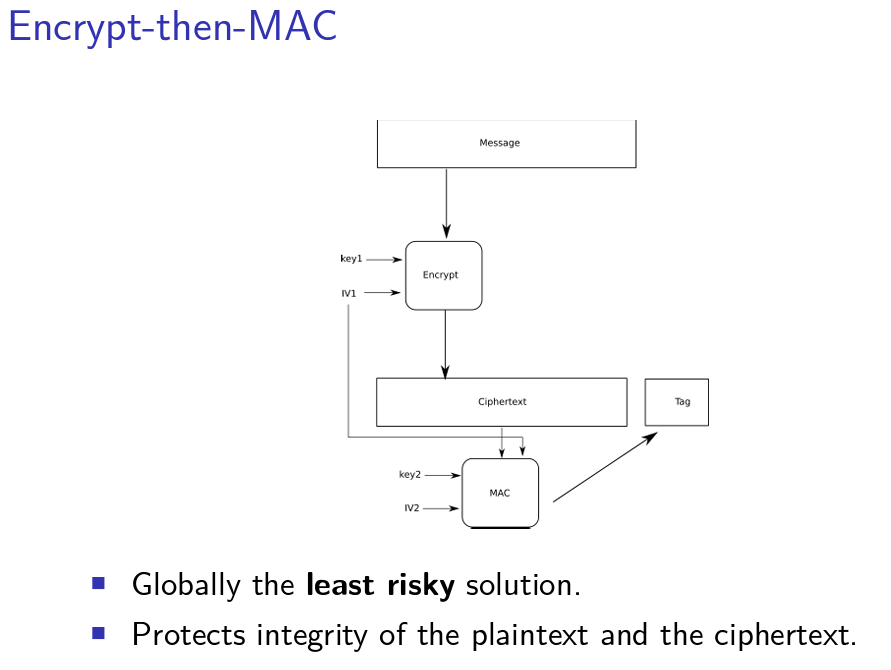 Encrypt-then-MAC
Message
key1
Encrypt
IV1
Ciphertext
Tag
key2
MAC
IV2
Globally the least risky solution.
Protects integrity of the plaintext and the ciphertext.